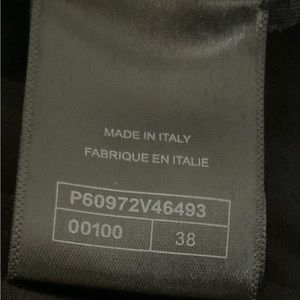 MADE IN ITALY
FABRIQUE EN ITALIE
P60972V46493
00100 38